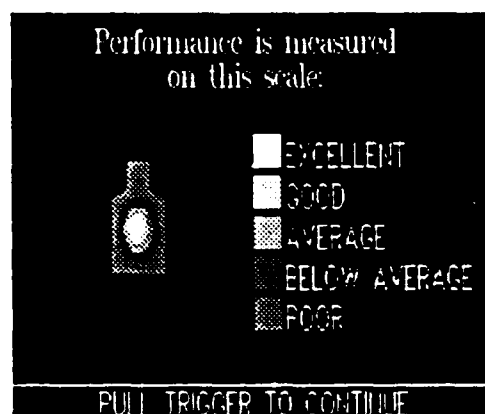 Performance is measured
on this scale:
EXCELLENT
GOOD
AVERAGE
BELOW AVERAGE
POOR
PULL TRIGGER TO CONTINUE